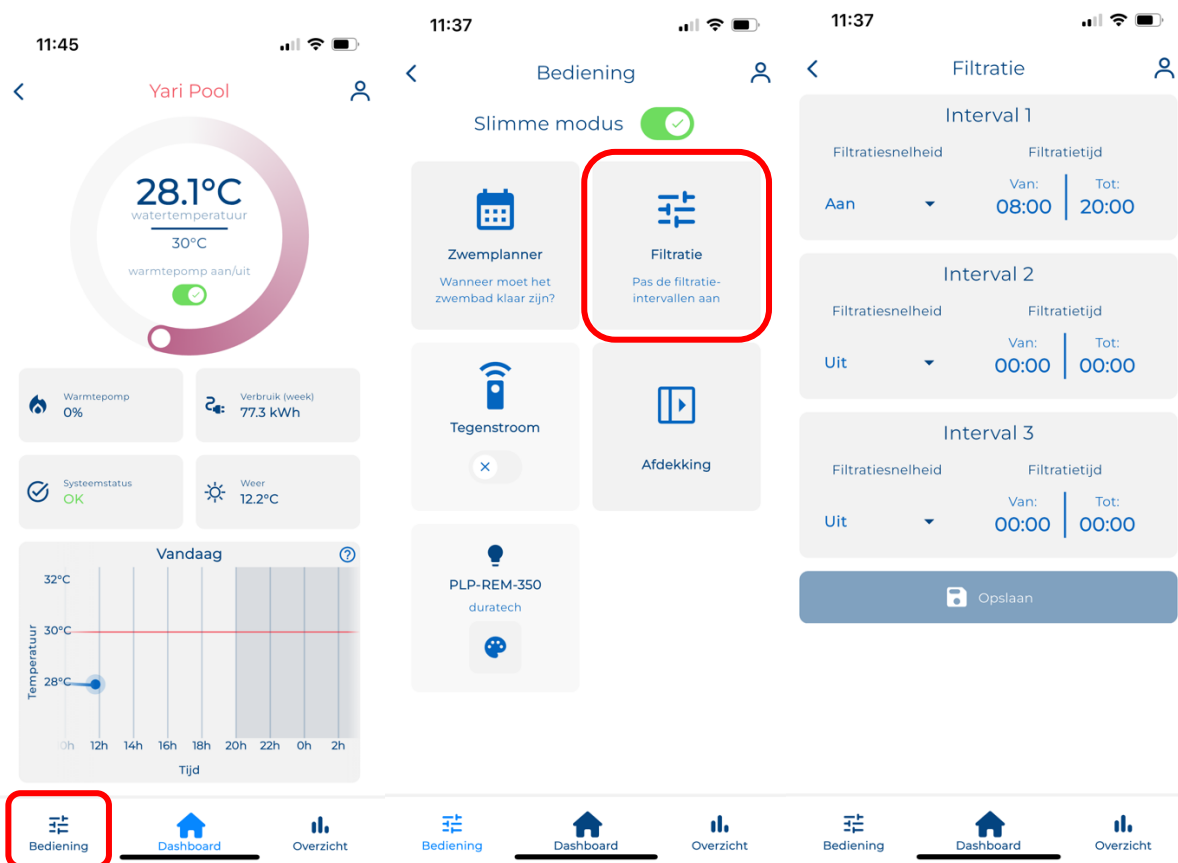 11:45
Yari Pool
28.1°C
watertemperatuur
30°C
warmtepomp aan/uit
Warmtepomp
0%
Verbruik (week)
77.3 kWh
Systeemstatus
OK
Weer
12.2°C
Vandaag
32°C
30°C
28°C
Temperatuur
0h 12h 14h 16h 18h 20h 22h 0h 2h
Tijd
Bediening
Dashboard
Overzicht
11:37
Bediening
Slimme modus
Zwemplanner
Wanneer moet het
zwembad klaar zijn?
Filtratie
Pas de filtratie-
intervallen aan
Tegenstroom
Afdekking
PLP-REM-350
duratech
Bediening
Dashboard
Overzicht
11:37
Filtratie
Interval 1
Filtratiesnelheid Filtratietijd
Van: Tot:
Aan 08:00 20:00
Interval 2
Filtratiesnelheid Filtratietijd
Van: Tot:
Uit 00:00 00:00
Interval 3
Filtratiesnelheid Filtratietijd
Van: Tot:
Uit 00:00 00:00
Opslaan
Bediening
Dashboard
Overzicht